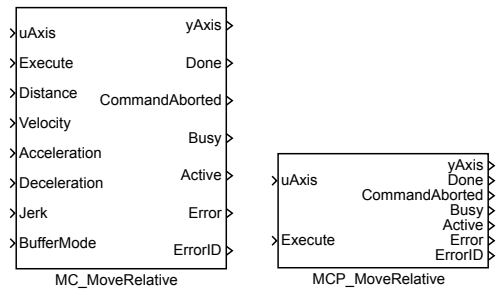 uAxis
Execute
Distance
Velocity
Acceleration
Deceleration
Jerk
BufferMode
yAxis
Done
CommandAborted
Busy
Active
Error
ErrorID
MC_MoveRelative
uAxis
Execute
yAxis
Done
CommandAborted
Busy
Active
Error
ErrorID
MCP_MoveRelative